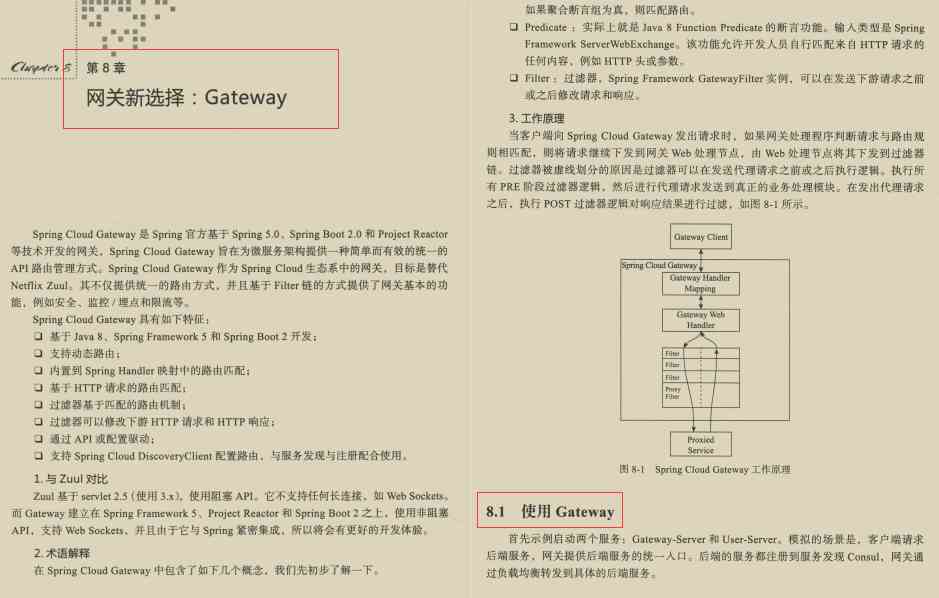 Chapter 8
第 8 章
网关新选择：Gateway
Spring Cloud Gateway 是 Spring 官方基于 Spring 5.0、Spring Boot 2.0 和 Project Reactor
等技术开发的网关，Spring Cloud Gateway 旨在为微服务架构提供一种简单而有效的统一的
API 路由管理方式。Spring Cloud Gateway 作为 Spring Cloud 生态系中的网关，目标是替代
Netflix Zuul。其不仅提供统一的路由方式，并且基于 Filter 链的方式提供了网关基本的功
能，例如安全、监控 / 埋点和限流等。
Spring Cloud Gateway 具有如下特征：
❑ 基于 Java 8、Spring Framework 5 和 Spring Boot 2 开发；
❑ 支持动态路由；
❑ 内置到 Spring Handler 映射中的路由匹配；
❑ 基于 HTTP 请求的路由匹配；
❑ 过滤器基于匹配的路由机制；
❑ 过滤器可以修改下游 HTTP 请求和 HTTP 响应；
❑ 通过 API 或配置驱动；
❑ 支持 Spring Cloud DiscoveryClient 配置路由，与服务发现与注册配合使用。
1. 与 Zuul 对比
Zuul 基于 servlet 2.5（使用 3.x），使用阻塞 API。它不支持任何长连接，如 Web Sockets。
而 Gateway 建立在 Spring Framework 5、Project Reactor 和 Spring Boot 2 之上，使用非阻塞
API，支持 Web Sockets，并且由于它与 Spring 紧密集成，所以将会有更好的开发体验。
2. 术语解释
在 Spring Cloud Gateway 中包含了如下几个概念，我们先初步了解一下。
如果聚合断言组为真，则匹配路由。
❑ Predicate：实际上就是 Java 8 Function Predicate 的断言功能。输入类型是 Spring
Framework ServerWebExchange。该功能允许开发人员自行匹配来自 HTTP 请求的
任何内容，例如 HTTP 头或参数。
❑ Filter：过滤器，Spring Framework GatewayFilter 实例，可以在发送下游请求之前
或之后修改请求和响应。
3. 工作原理
当客户端向 Spring Cloud Gateway 发出请求时，如果网关处理程序判断请求与路由规
则相匹配，则将请求继续下发到网关 Web 处理节点，由 Web 处理节点将其下发到过滤器
链。过滤器被虚线划分的原因是过滤器可以在发送代理请求之前或之后执行逻辑。执行所
有 PRE 阶段过滤器逻辑，然后进行代理请求发送到真正的业务处理模块。在发出代理请求
之后，执行 POST 过滤器逻辑对响应结果进行过滤，如图 8-1 所示。
Gateway Client
Spring Cloud Gateway
Gateway Handler
Mapping
Gateway Web
Handler
Filter
Filter
Filter
Proxy
Filter
Proxied
Service
图 8-1 Spring Cloud Gateway 工作原理
8.1 使用 Gateway
首先示例启动两个服务：Gateway-Server 和 User-Server。模拟的场景是，客户端请求
后端服务，网关提供后端服务的统一入口。后端的服务都注册到服务发现 Consul，网关通
过负载均衡转发到具体的后端服务。